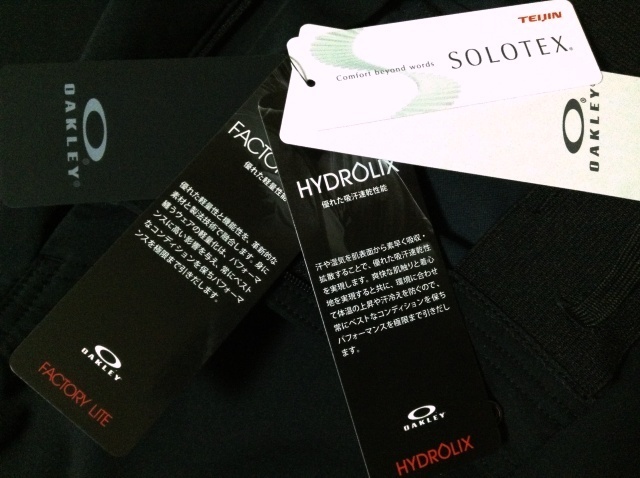 TEIJIN
Comfort beyond words
SOLOTEX®
OAKLEY®
OAKLEY®
FACTO
優れた軽量性能
優れた軽量性と機能性を、革新的な
素材と製法技術で融合します。身に
纏うウェアの軽量化は、パフォーマ
ンスに高い影響を与え、常にベスト
なコンディションを保ちパフォーマ
ンスを極限まで引きだします。
OAKLEY
FACTORY LITE
HYDROLIX
優れた吸汗速乾性能
汗や湿気を肌表面から素早く吸収・
拡散することで、優れた吸汗速乾性
を実現します。爽快な肌触りと着心
地を実現すると共に、環境に合わせ
て体温の上昇や汗冷えを防ぐので、
常にベストなコンディションを保ち
パフォーマンスを極限まで引きだし
ます。
OAKLEY
HYDROLIX